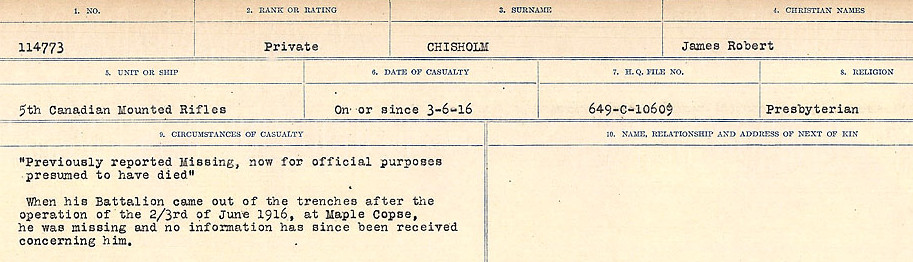 1. NO. 2. RANK OR RATING 3. SURNAME 4. CHRISTIAN NAMES
114773 Private CHISHOLM James Robert
5. UNIT OR SHIP 6. DATE OF CASUALTY 7. H.Q. FILE NO. 8. RELIGION
5th Canadian Mounted Rifles On or since 3-6-16 649-C-10609 Presbyterian
9. CIRCUMSTANCES OF CASUALTY 10. NAME, RELATIONSHIP AND ADDRESS OF NEXT OF KIN
"Previously reported Missing, now for official purposes
presumed to have died"
When his Battalion came out of the trenches after the
operation of the 2/3rd of June 1916, at Maple Copse,
he was missing and no information has since been received
concerning him.